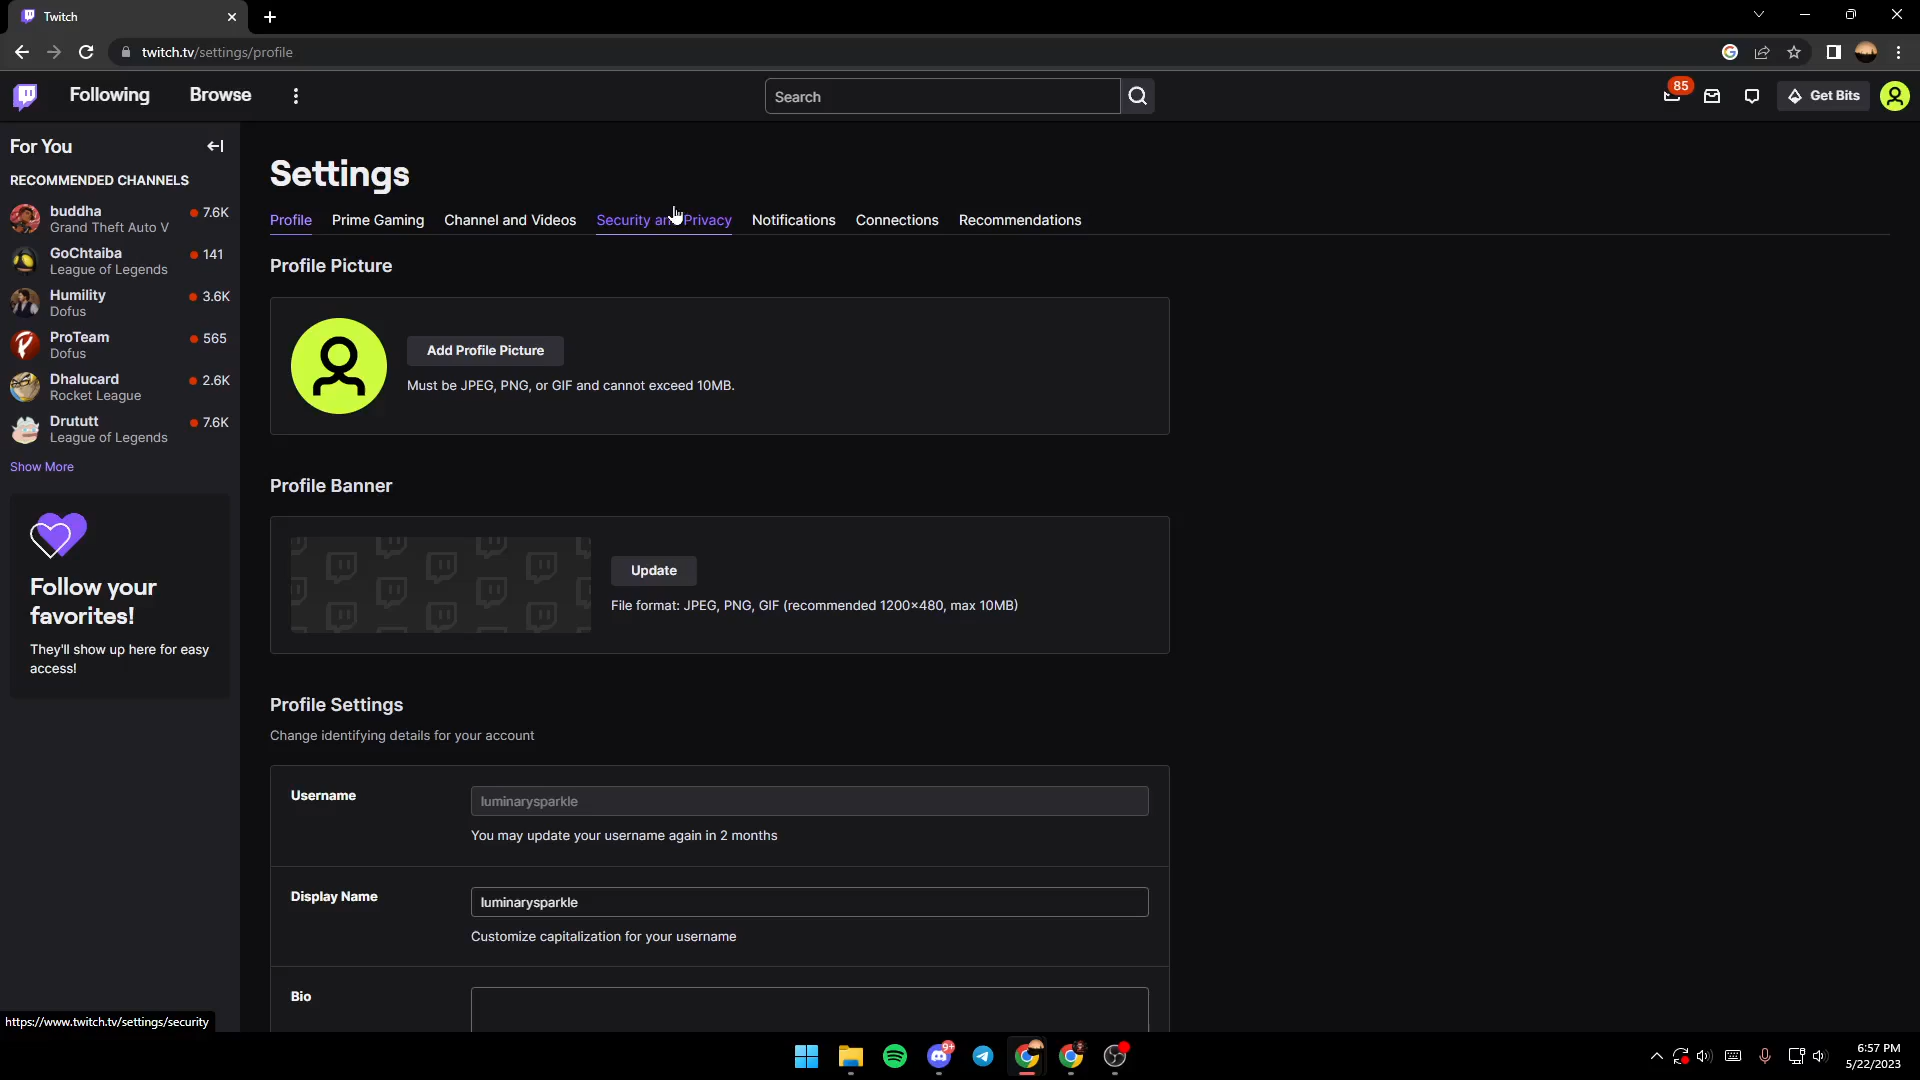 Twitch
twitch.tv/settings/profile
Following Browse Search 85 Get Bits
For You
RECOMMENDED CHANNELS
buddha 7.6K
Grand Theft Auto V
GoChtaiba 141
League of Legends
Humility 3.6K
Dofus
ProTeam 565
Dofus
Dhalucard 2.6K
Rocket League
Drututt 7.6K
League of Legends
Show More
Follow your
favorites!
They'll show up here for easy
access!
Settings
Profile Prime Gaming Channel and Videos Security and Privacy Notifications Connections Recommendations
Profile Picture
Add Profile Picture
Must be JPEG, PNG, or GIF and cannot exceed 10MB.
Profile Banner
Update
File format: JPEG, PNG, GIF (recommended 1200×480, max 10MB)
Profile Settings
Change identifying details for your account
Username luminarysparkle
You may update your username again in 2 months
Display Name luminarysparkle
Customize capitalization for your username
Bio
https://www.twitch.tv/settings/security
9+
6:57 PM
5/22/2023